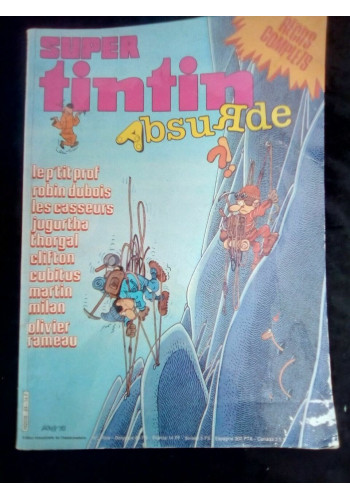 SUPER
tintin
AbsuRde
?!
RÉCITS
COMPLETS
le p'tit prof
robin dubois
les casseurs
jugurtha
thorgal
clifton
cubitus
martin
milan
olivier
rameau